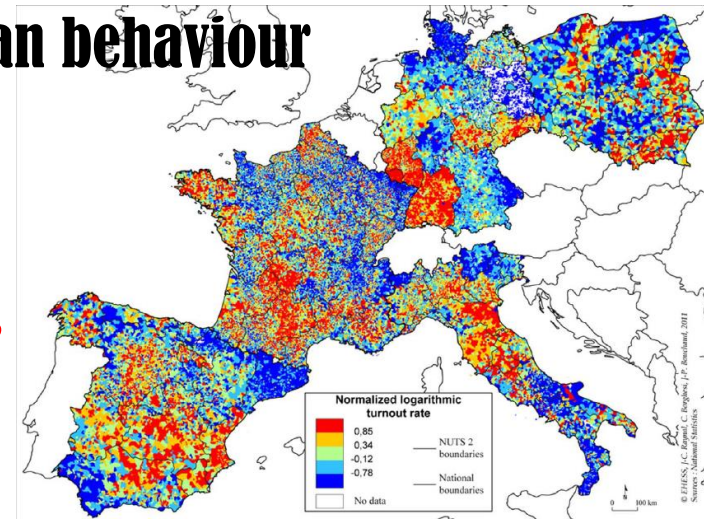 an behaviour
Normalized logarithmic
turnout rate
0,85
0,34
-0,12
-0,78
NUTS 2
boundaries
National
boundaries
No data
0 100 km
© EHESS, J-C. Raynal, C. Borghesi, J-P. Bouchaud, 2011
Sources : National Statistics